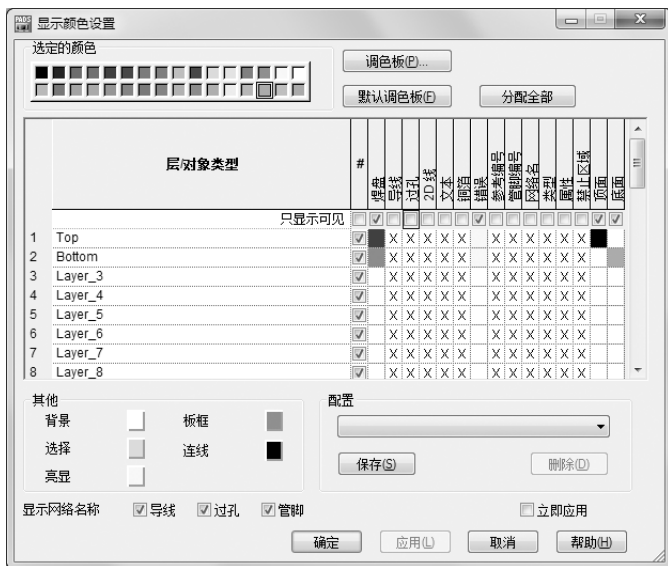 PADS 显示颜色设置
选定的颜色
调色板(P)...
默认调色板(F) 分配全部
层/对象类型 # 焊盘 导线 过孔 2D 线 文本 铜箔 错误 参考编号 管脚编号 网络名 类型 属性 禁止区域 顶面 底面
只显示可见
1 Top X X X X X X X X X X X
2 Bottom X X X X X X X X X X X
3 Layer_3 X X X X X X X X X X X
4 Layer_4 X X X X X X X X X X X
5 Layer_5 X X X X X X X X X X X
6 Layer_6 X X X X X X X X X X X
7 Layer_7 X X X X X X X X X X X
8 Layer_8 X X X X X X X X X X X
其他 配置
背景 板框
选择 连线
保存(S) 删除(D)
亮显
显示网络名称 导线 过孔 管脚 立即应用
确定 应用(L) 取消 帮助(H)